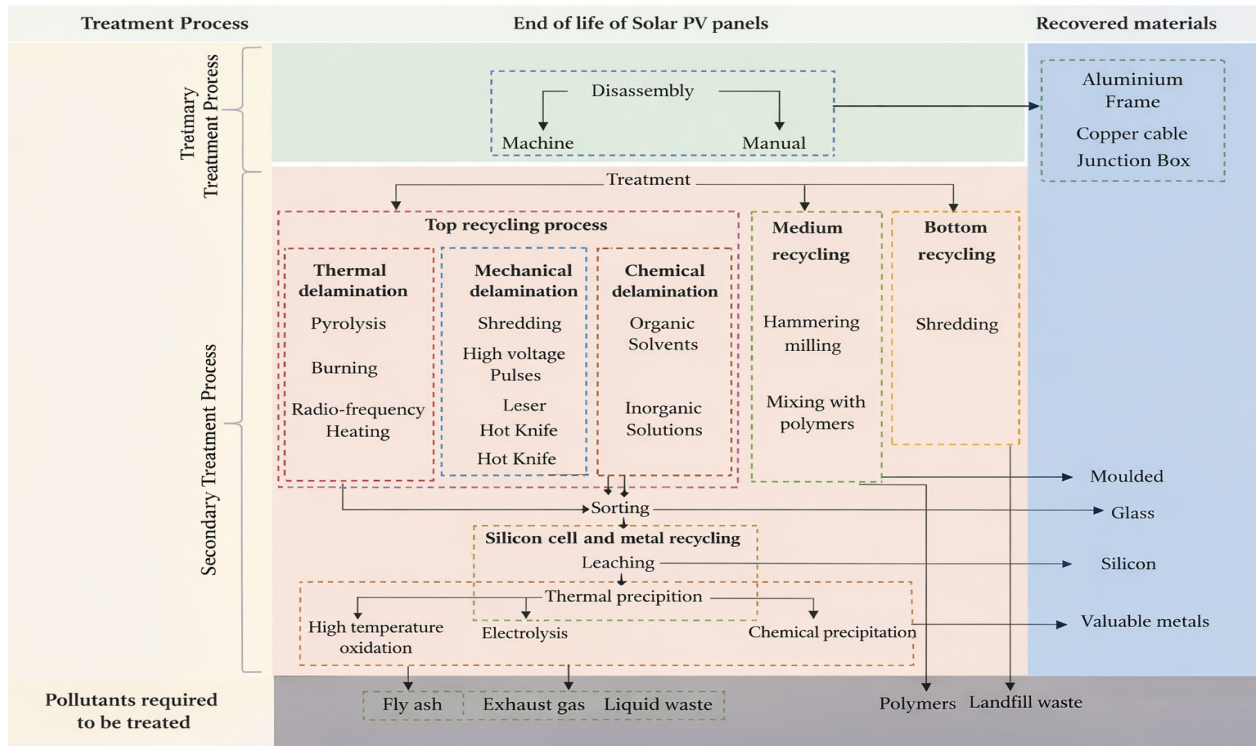 Treatment Process
End of life of Solar PV panels
Recovered materials
Tretmary
Treatument Process
Disassembly
Machine
Manual
Aluminium
Frame
Copper cable
Junction Box
Secondary Treatment Process
Treatment
Top recycling process
Thermal
delamination
Pyrolysis
Burning
Radio-frequency
Heating
Mechanical
delamination
Shredding
High voltage
Pulses
Leser
Hot Knife
Hot Knife
Chemical
delamination
Organic
Solvents
Inorganic
Solutions
Medium
recycling
Hammering
milling
Mixing with
polymers
Bottom
recycling
Shredding
Moulded
Sorting
Glass
Silicon cell and metal recycling
Leaching
Silicon
Thermal precipition
High temperature
oxidation
Electrolysis
Chemical precipitation
Valuable metals
Pollutants required
to be treated
Fly ash
Exhaust gas
Liquid waste
Polymers
Landfill waste